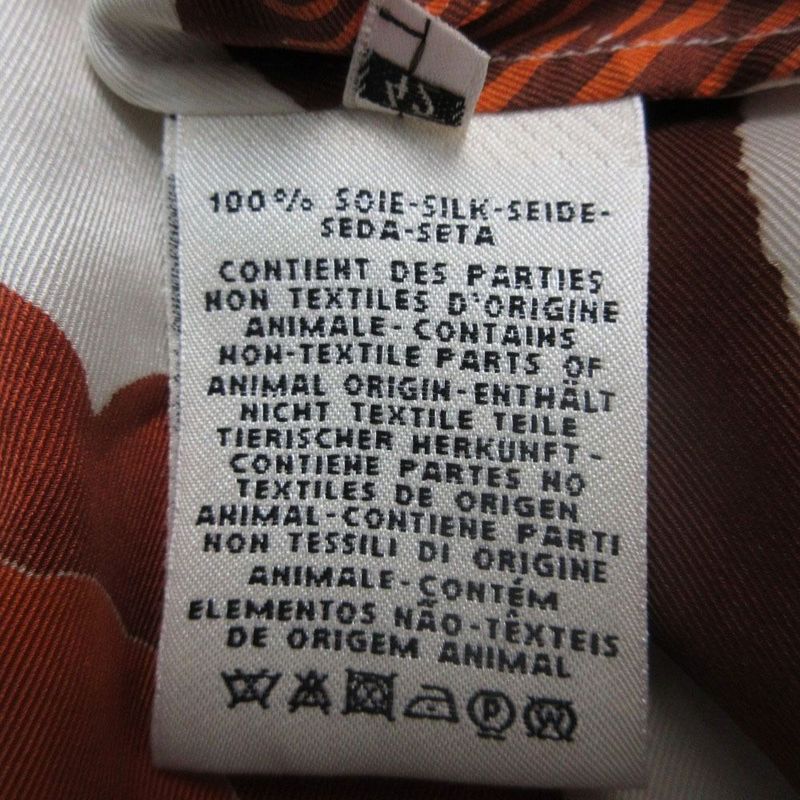 100% SOIE-SILK-SEIDE-
SEDA-SETA
CONTIENT DES PARTIES
NON TEXTILES D'ORIGINE
ANIMALE-CONTAINS
NON-TEXTILE PARTS OF
ANIMAL ORIGIN-ENTHÄLT
NICHT TEXTILE TEILE
TIERISCHER HERKUNFT-
CONTIENE PARTES NO
TEXTILES DE ORIGEN
ANIMAL-CONTIENE PARTI
NON TESSILI DI ORIGINE
ANIMALE-CONTÉM
ELEMENTOS NÃO-TÊXTEIS
DE ORIGEM ANIMAL
P W